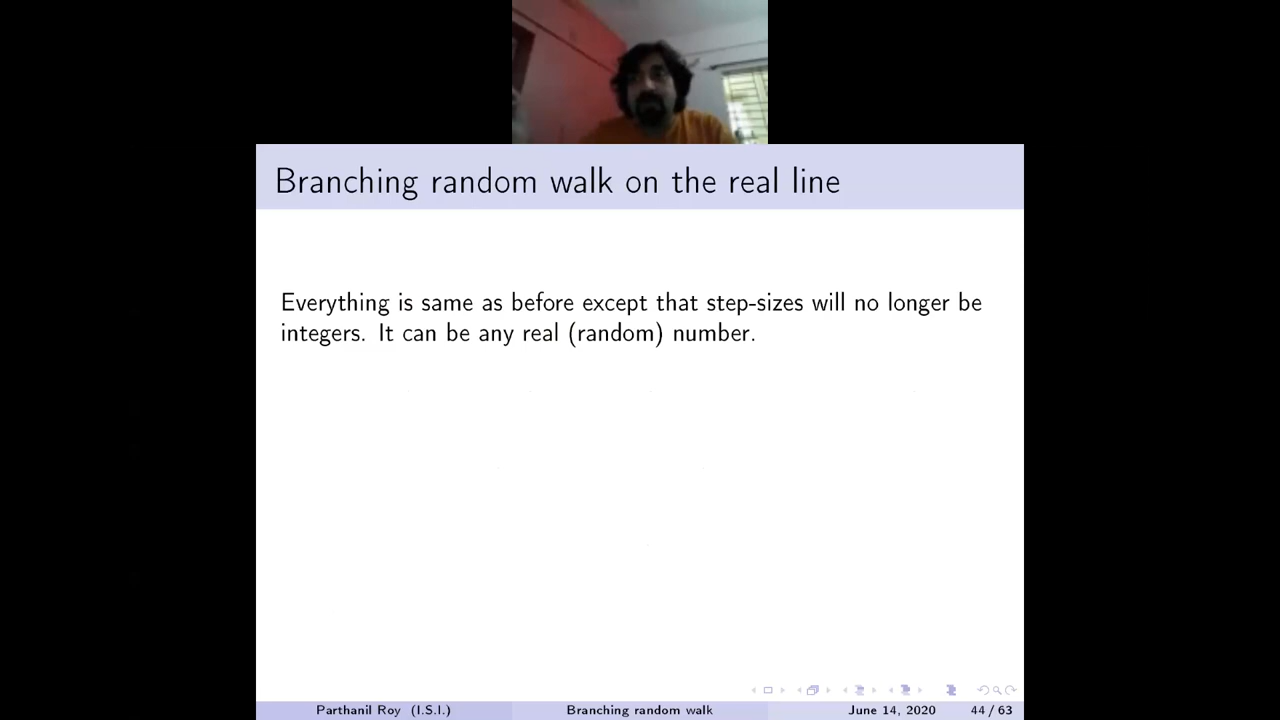 Branching random walk on the real line
Everything is same as before except that step-sizes will no longer be
integers. It can be any real (random) number.
Parthanil Roy (I.S.I.)
Branching random walk
June 14, 2020
44 / 63